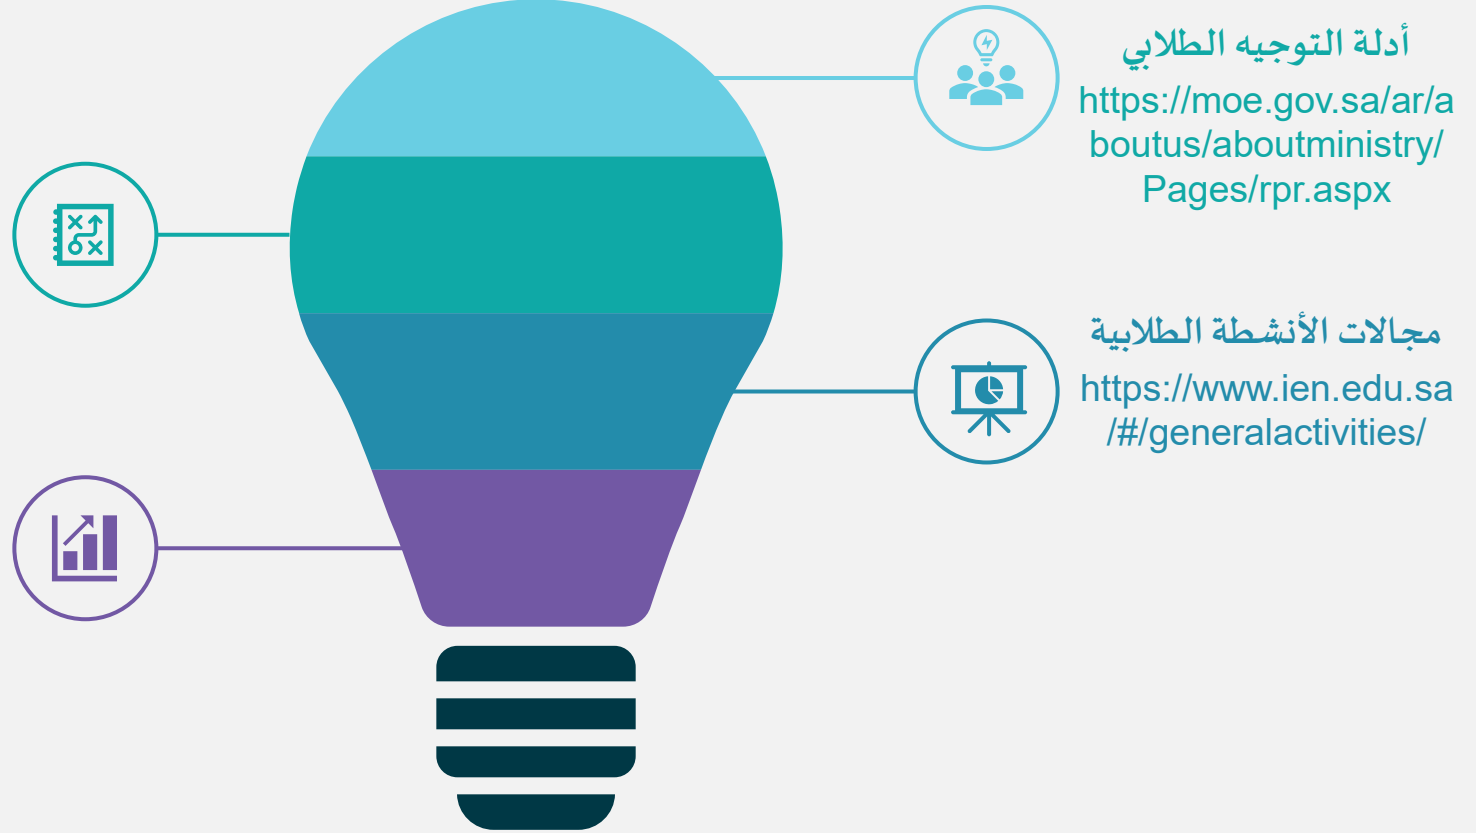 أدلة التوجيه الطلابي
https://moe.gov.sa/ar/a
boutus/aboutministry/
Pages/rpr.aspx
مجالات الأنشطة الطلابية
https://www.ien.edu.sa
/#/generalactivities/